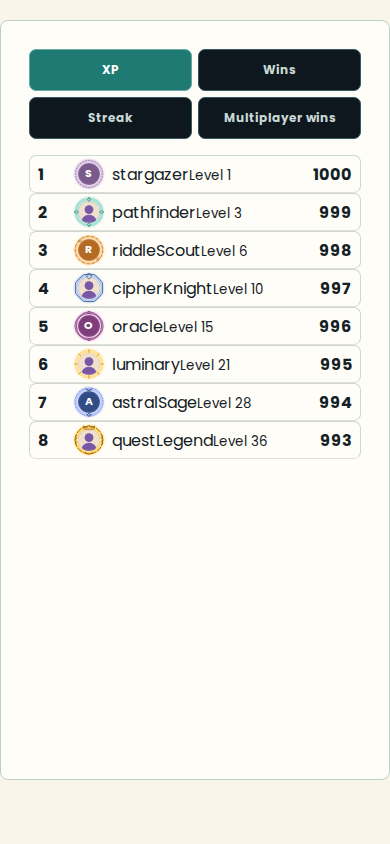 XP Wins
Streak Multiplayer wins
1 S stargazer Level 1 1000
2 pathfinder Level 3 999
3 R riddleScout Level 6 998
4 cipherKnight Level 10 997
5 O oracle Level 15 996
6 luminary Level 21 995
7 A astralSage Level 28 994
8 questLegend Level 36 993